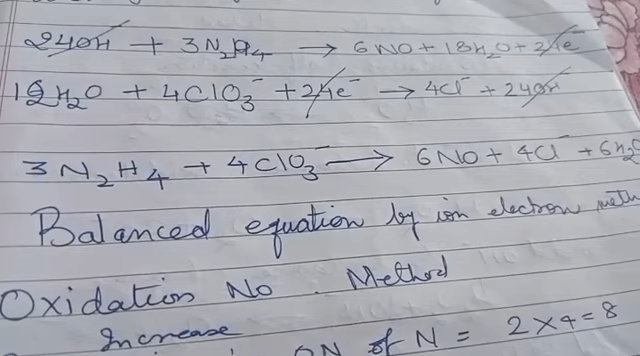 24OH⁻ + 3N₂H₄ → 6NO + 18H₂O + 24e⁻
12H₂O + 4ClO₃⁻ + 24e⁻ → 4Cl⁻ + 24OH⁻
3N₂H₄ + 4ClO₃⁻ → 6NO + 4Cl⁻ + 6H₂O
Balanced equation by ion electron meth
Oxidation No. Method
Increase
ON of N = 2×4=8